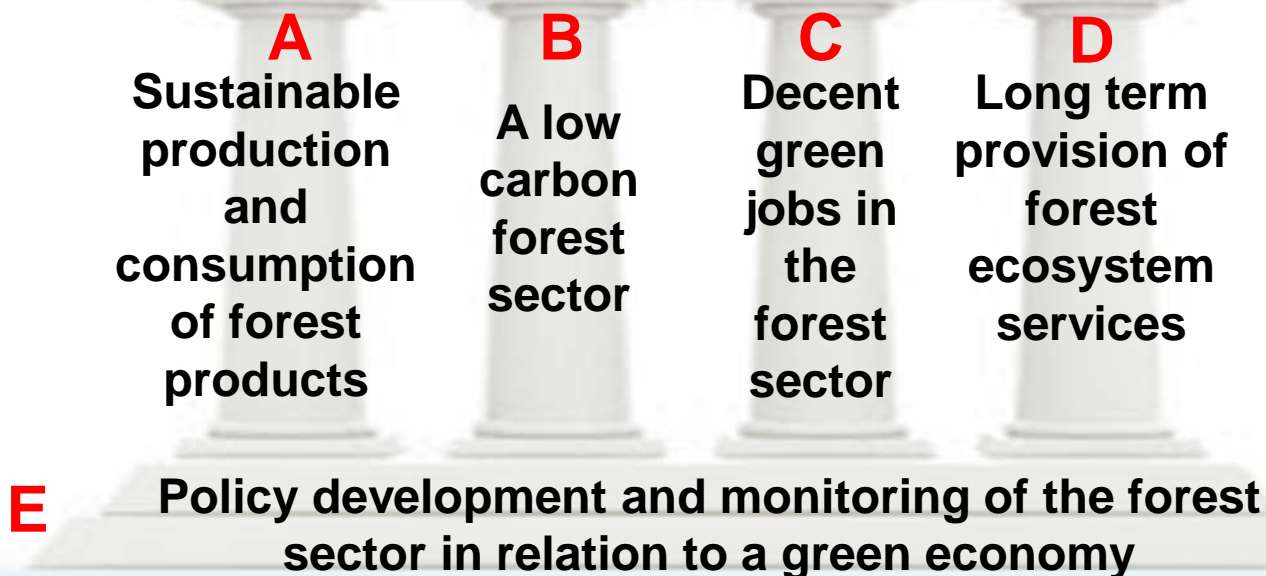 A
Sustainable
production
and
consumption
of forest
products
B
A low
carbon
forest
sector
C
Decent
green
jobs in
the
forest
sector
D
Long term
provision of
forest
ecosystem
services
E
Policy development and monitoring of the forest
sector in relation to a green economy